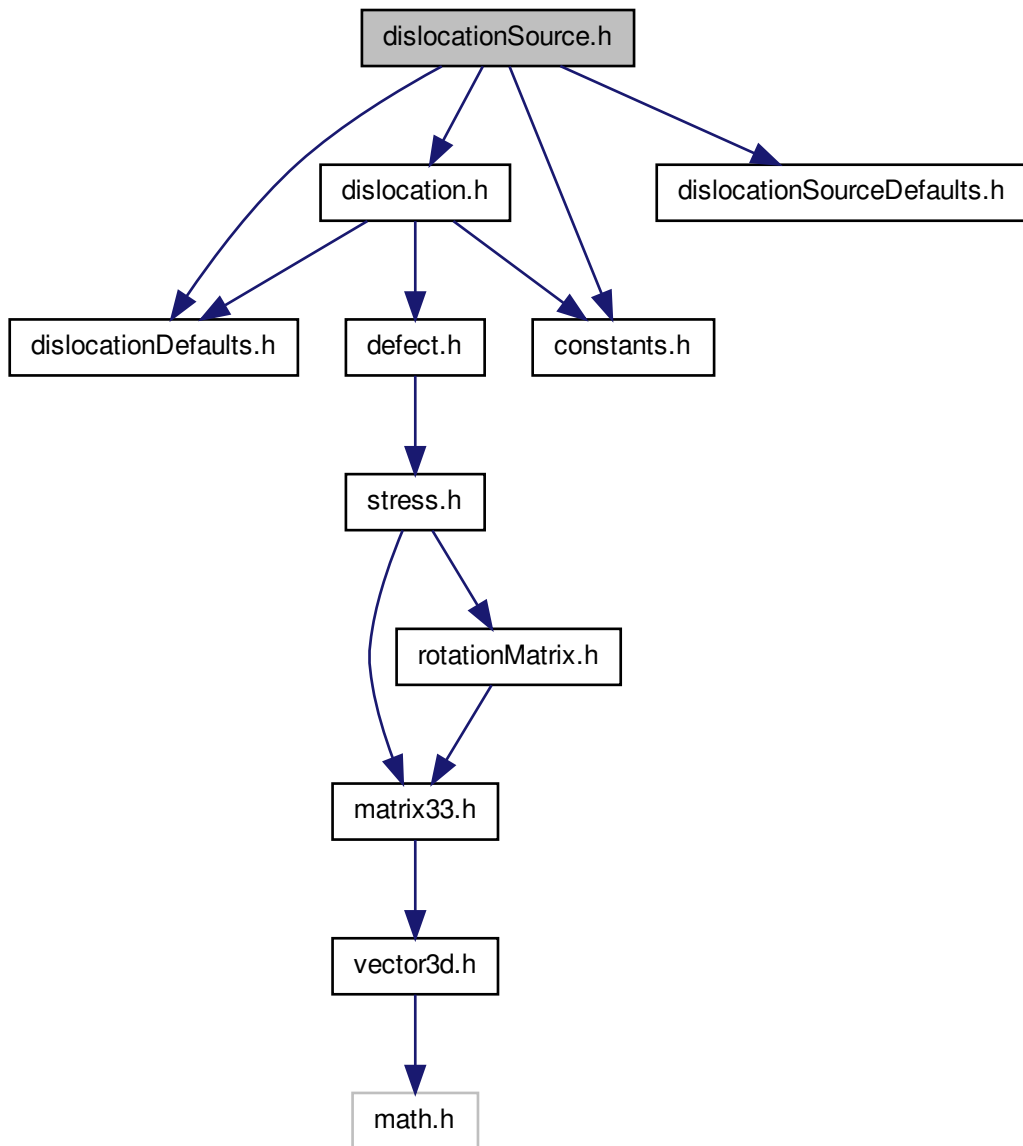 dislocationSource.h
dislocation.h
dislocationSourceDefaults.h
dislocationDefaults.h
defect.h
constants.h
stress.h
rotationMatrix.h
matrix33.h
vector3d.h
math.h